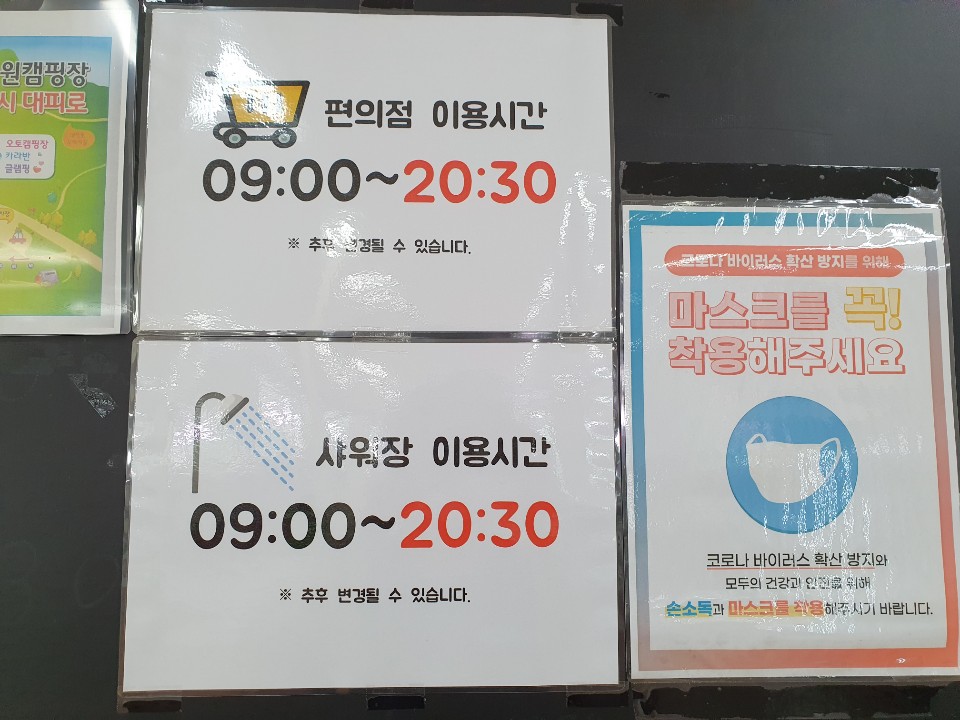 원캠핑장
시 대피로
오토캠핑장
카라반
글램핑
편의점 이용시간
09:00~20:30
※ 추후 변경될 수 있습니다.
샤워장 이용시간
09:00~20:30
※ 추후 변경될 수 있습니다.
코로나 바이러스 확산 방지를 위해
마스크를 꼭!
착용해주세요
코로나 바이러스 확산 방지와
모두의 건강과 안전을 위해
손소독과 마스크를 착용해주시기 바랍니다.